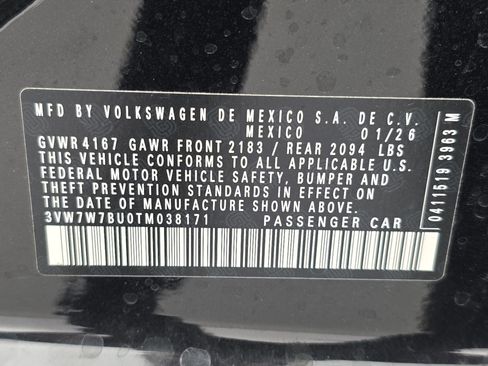 MFD BY VOLKSWAGEN DE MEXICO S.A. DE C.V.
MEXICO 01/26
GVWR 4167 GAWR FRONT 2183 / REAR 2094 LBS
THIS VEHICLE CONFORMS TO ALL APPLICABLE U.S.
FEDERAL MOTOR VEHICLE SAFETY, BUMPER AND
THEFT PREVENTION STANDARDS IN EFFECT ON
THE DATE OF MANUFACTURE SHOWN ABOVE.
3VW7W7BU0TM038171 PASSENGER CAR
0411519 3963 M